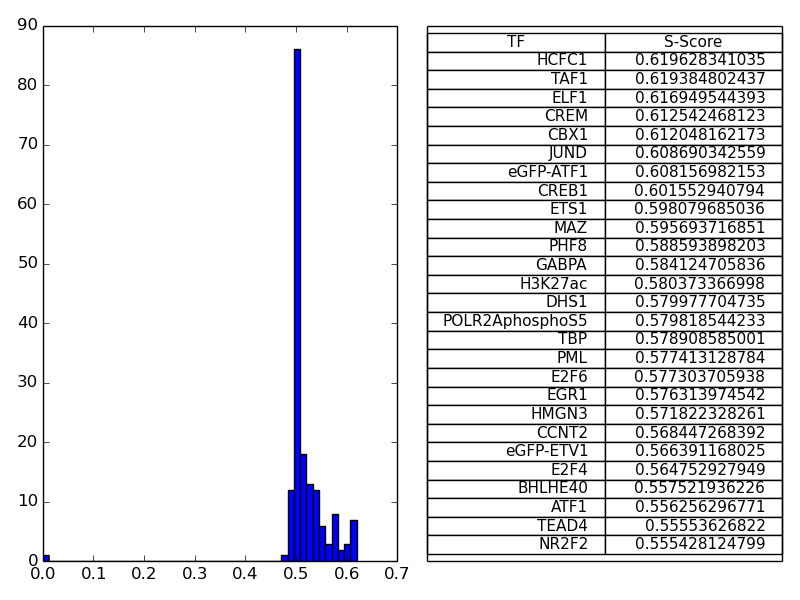 90
80
70
60
50
40
30
20
10
0
0.0 0.1 0.2 0.3 0.4 0.5 0.6 0.7
TF S-Score
HCFC1 0.619628341035
TAF1 0.619384802437
ELF1 0.616949544393
CREM 0.612542468123
CBX1 0.612048162173
JUND 0.608690342559
eGFP-ATF1 0.608156982153
CREB1 0.601552940794
ETS1 0.598079685036
MAZ 0.595693716851
PHF8 0.588593898203
GABPA 0.584124705836
H3K27ac 0.580373366998
DHS1 0.579977704735
POLR2AphosphoS5 0.579818544233
TBP 0.578908585001
PML 0.577413128784
E2F6 0.577303705938
EGR1 0.576313974542
HMGN3 0.571822328261
CCNT2 0.568447268392
eGFP-ETV1 0.566391168025
E2F4 0.564752927949
BHLHE40 0.557521936226
ATF1 0.556256296771
TEAD4 0.55553626822
NR2F2 0.555428124799